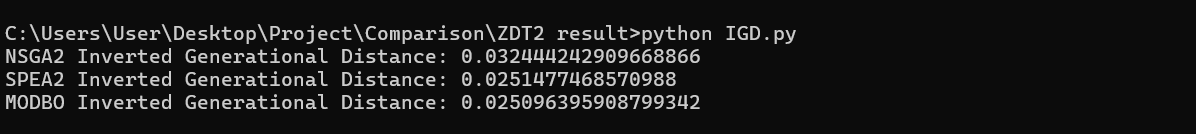 C:\Users\User\Desktop\Project\Comparison\ZDT2 result>python IGD.py
NSGA2 Inverted Generational Distance: 0.032444242909668866
SPEA2 Inverted Generational Distance: 0.0251477468570988
MODBO Inverted Generational Distance: 0.025096395908799342